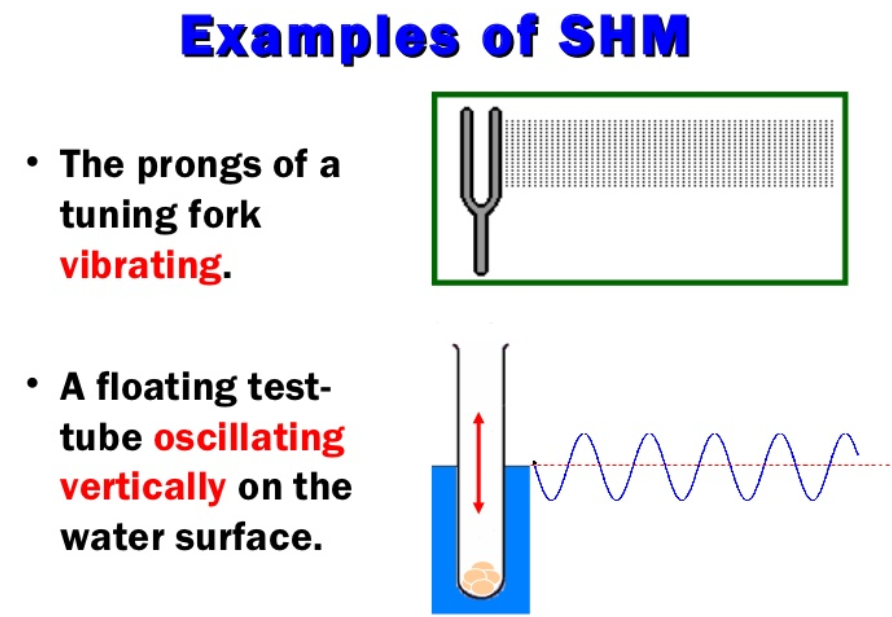 Examples of SHM
• The prongs of a
tuning fork
vibrating.
• A floating test-
tube oscillating
vertically on the
water surface.